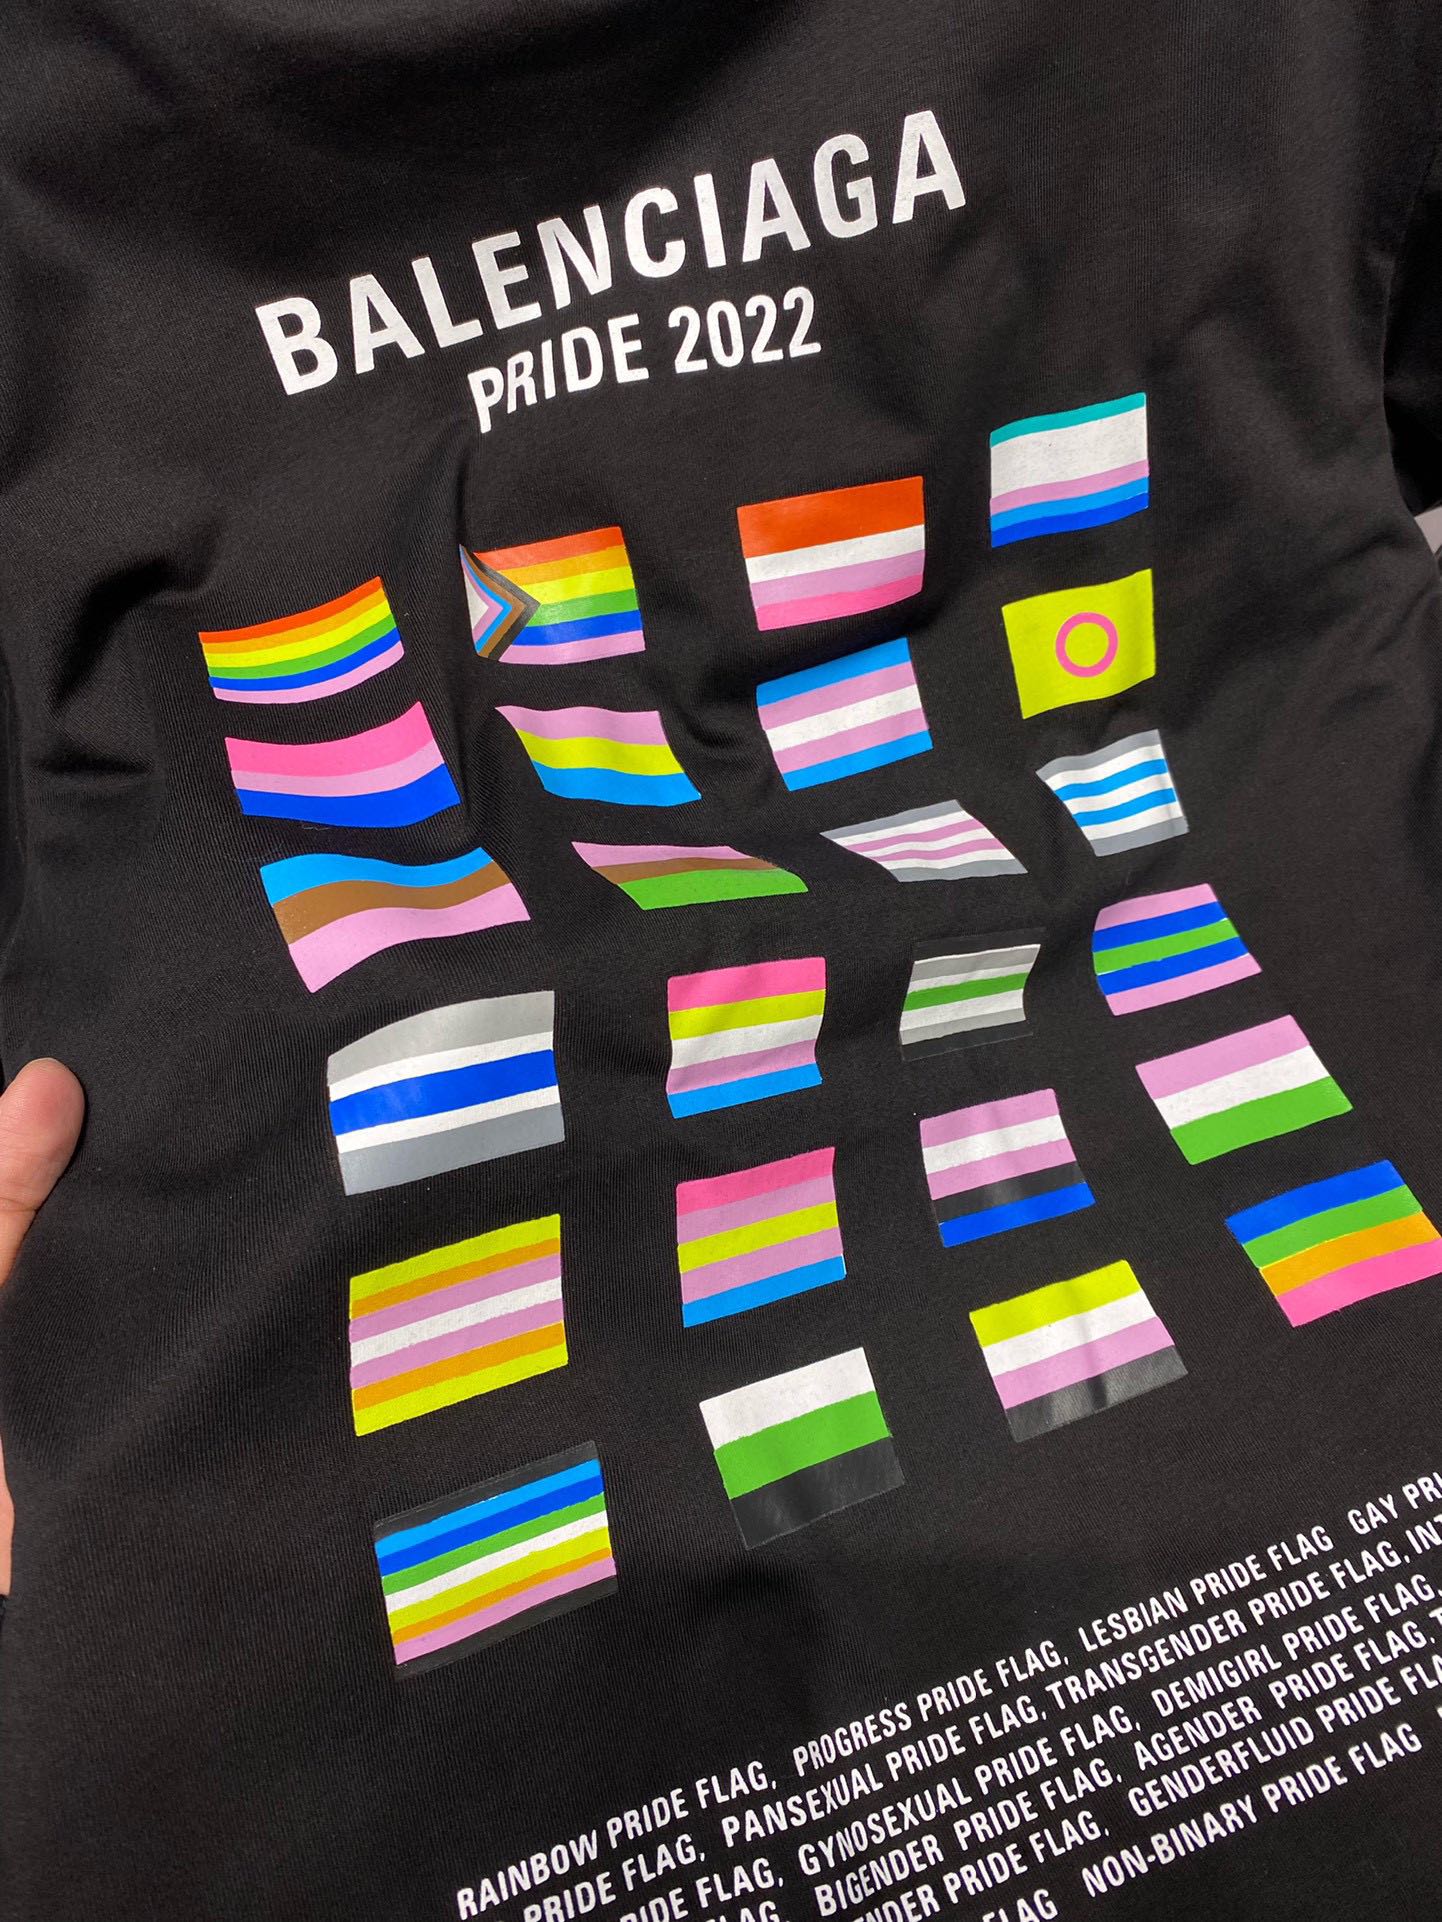 BALENCIAGA
PRIDE 2022
RAINBOW PRIDE FLAG, PROGRESS PRIDE FLAG, LESBIAN PRIDE FLAG GAY
PRIDE FLAG, PANSEXUAL PRIDE FLAG, TRANSGENDER PRIDE FLAG,
FLAG, GYNOSEXUAL PRIDE FLAG, DEMIGIRL PRIDE FLAG,
BIGENDER PRIDE FLAG, AGENDER PRIDE FLAG,
PRIDE FLAG, GENDERFLUID PRIDE
FLAG NON-BINARY PRIDE FLAG